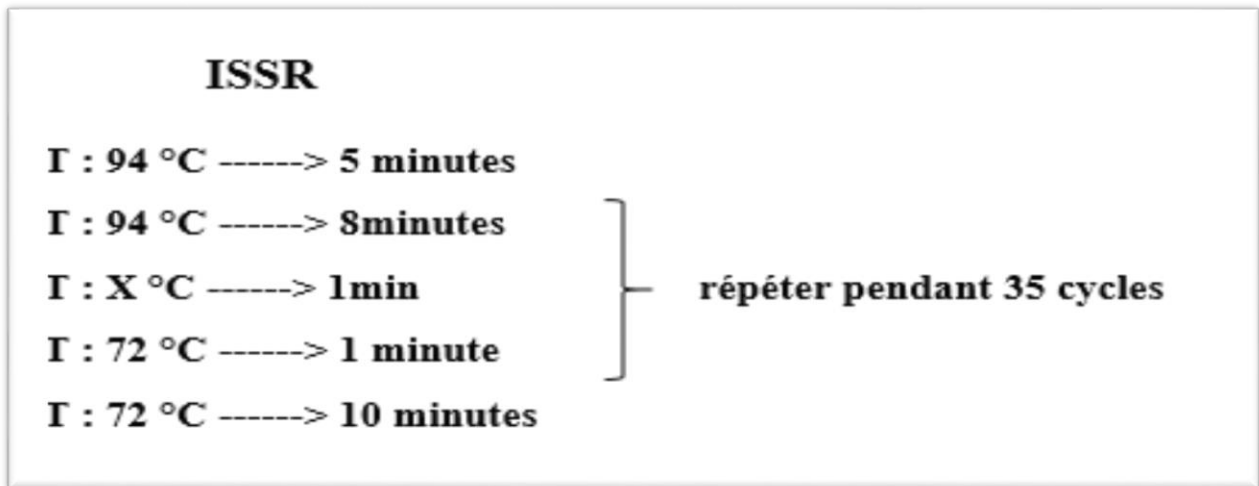 ISSR
T : 94 °C ------> 5 minutes
T : 94 °C ------> 8minutes
T : X °C ------> 1min
répéter pendant 35 cycles
T : 72 °C ------> 1 minute
T : 72 °C ------> 10 minutes